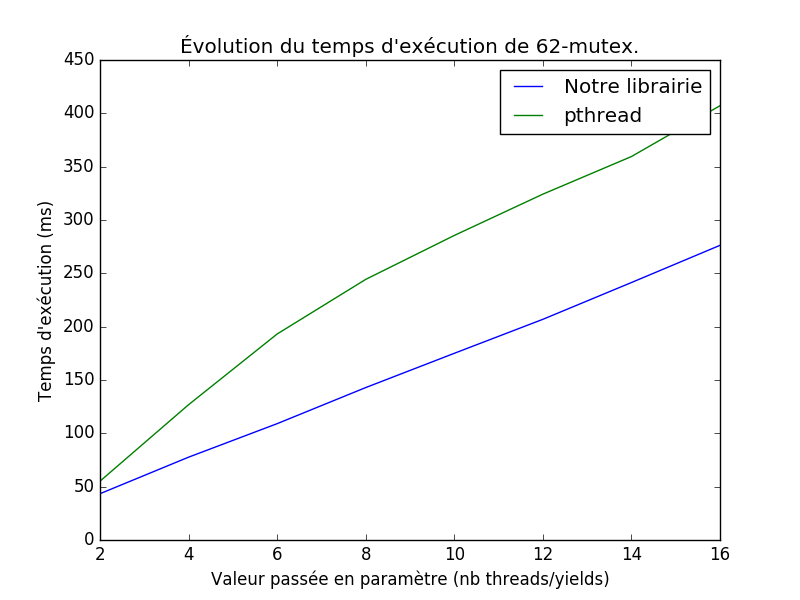 Évolution du temps d'exécution de 62-mutex.
450
400
350
300
250
200
150
100
50
0
Temps d'exécution (ms)
Notre librairie
pthread
2 4 6 8 10 12 14 16
Valeur passée en paramètre (nb threads/yields)